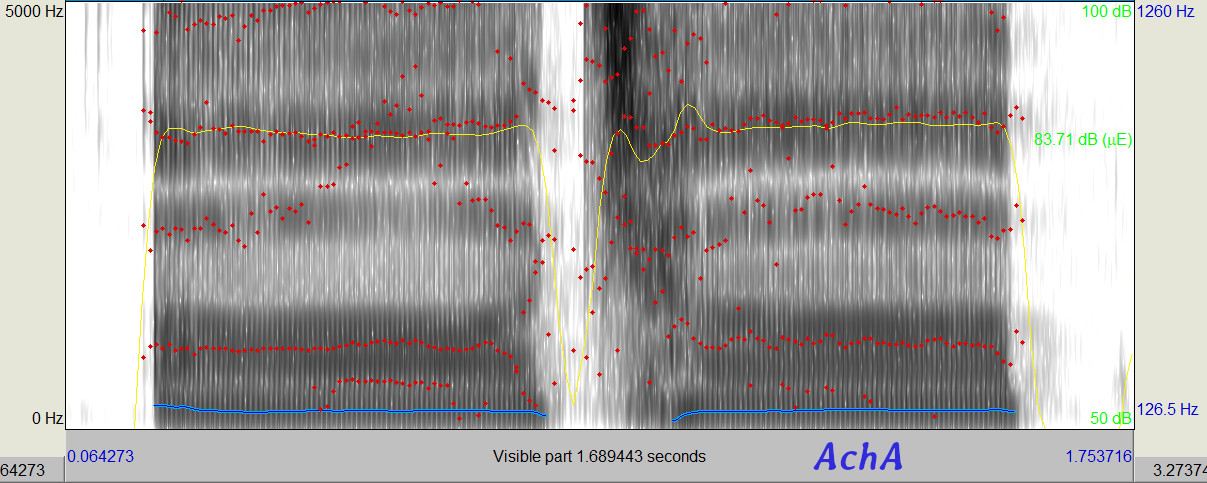 5000 Hz 100 dB 1260 Hz
83.71 dB (µE)
0 Hz 50 dB 126.5 Hz
0.064273 Visible part 1.689443 seconds AchA 1.753716
64273 3.27374